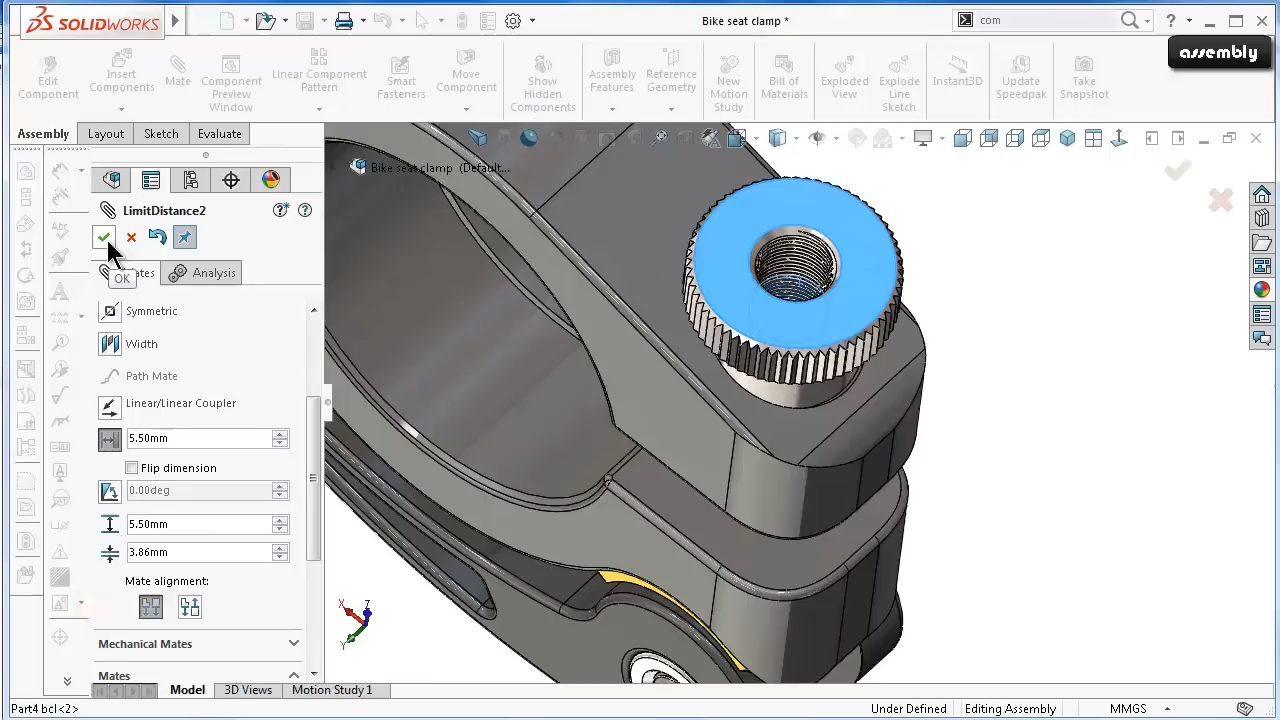 SOLIDWORKS
Bike seat clamp *
com
assembly
Edit Component
Insert Components
Mate
Component Preview Window
Linear Component Pattern
Smart Fasteners
Move Component
Show Hidden Components
Assembly Features
Reference Geometry
New Motion Study
Bill of Materials
Exploded View
Explode Line Sketch
Instant3D
Update Speedpak
Take Snapshot
Assembly
Layout
Sketch
Evaluate
Bike seat clamp (Default...
LimitDistance2
OK
Analysis
Symmetric
Width
Path Mate
Linear/Linear Coupler
5.50mm
Flip dimension
0.00deg
5.50mm
3.86mm
Mate alignment:
Mechanical Mates
Mates
X
Z
Y
Model
3D Views
Motion Study 1
Part4 bcl<2>
Under Defined
Editing Assembly
MMGS